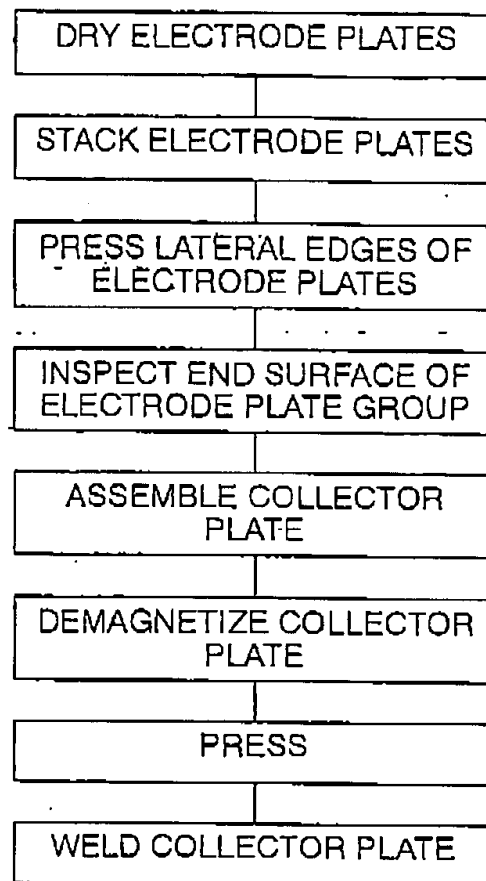 DRY ELECTRODE PLATES
STACK ELECTRODE PLATES
PRESS LATERAL EDGES OF
ELECTRODE PLATES
INSPECT END SURFACE OF
ELECTRODE PLATE GROUP
ASSEMBLE COLLECTOR
PLATE
DEMAGNETIZE COLLECTOR
PLATE
PRESS
WELD COLLECTOR PLATE